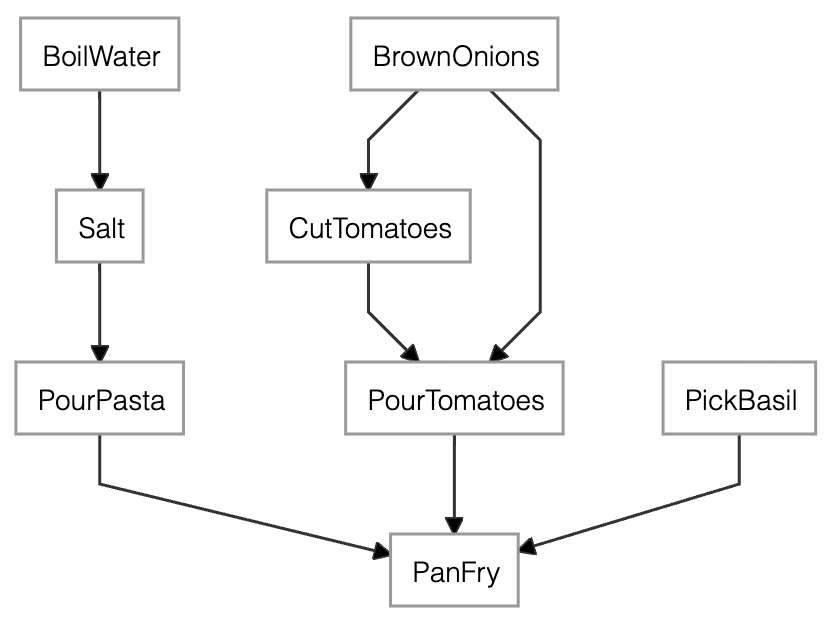 BoilWater
BrownOnions
Salt
CutTomatoes
PourPasta
PourTomatoes
PickBasil
PanFry